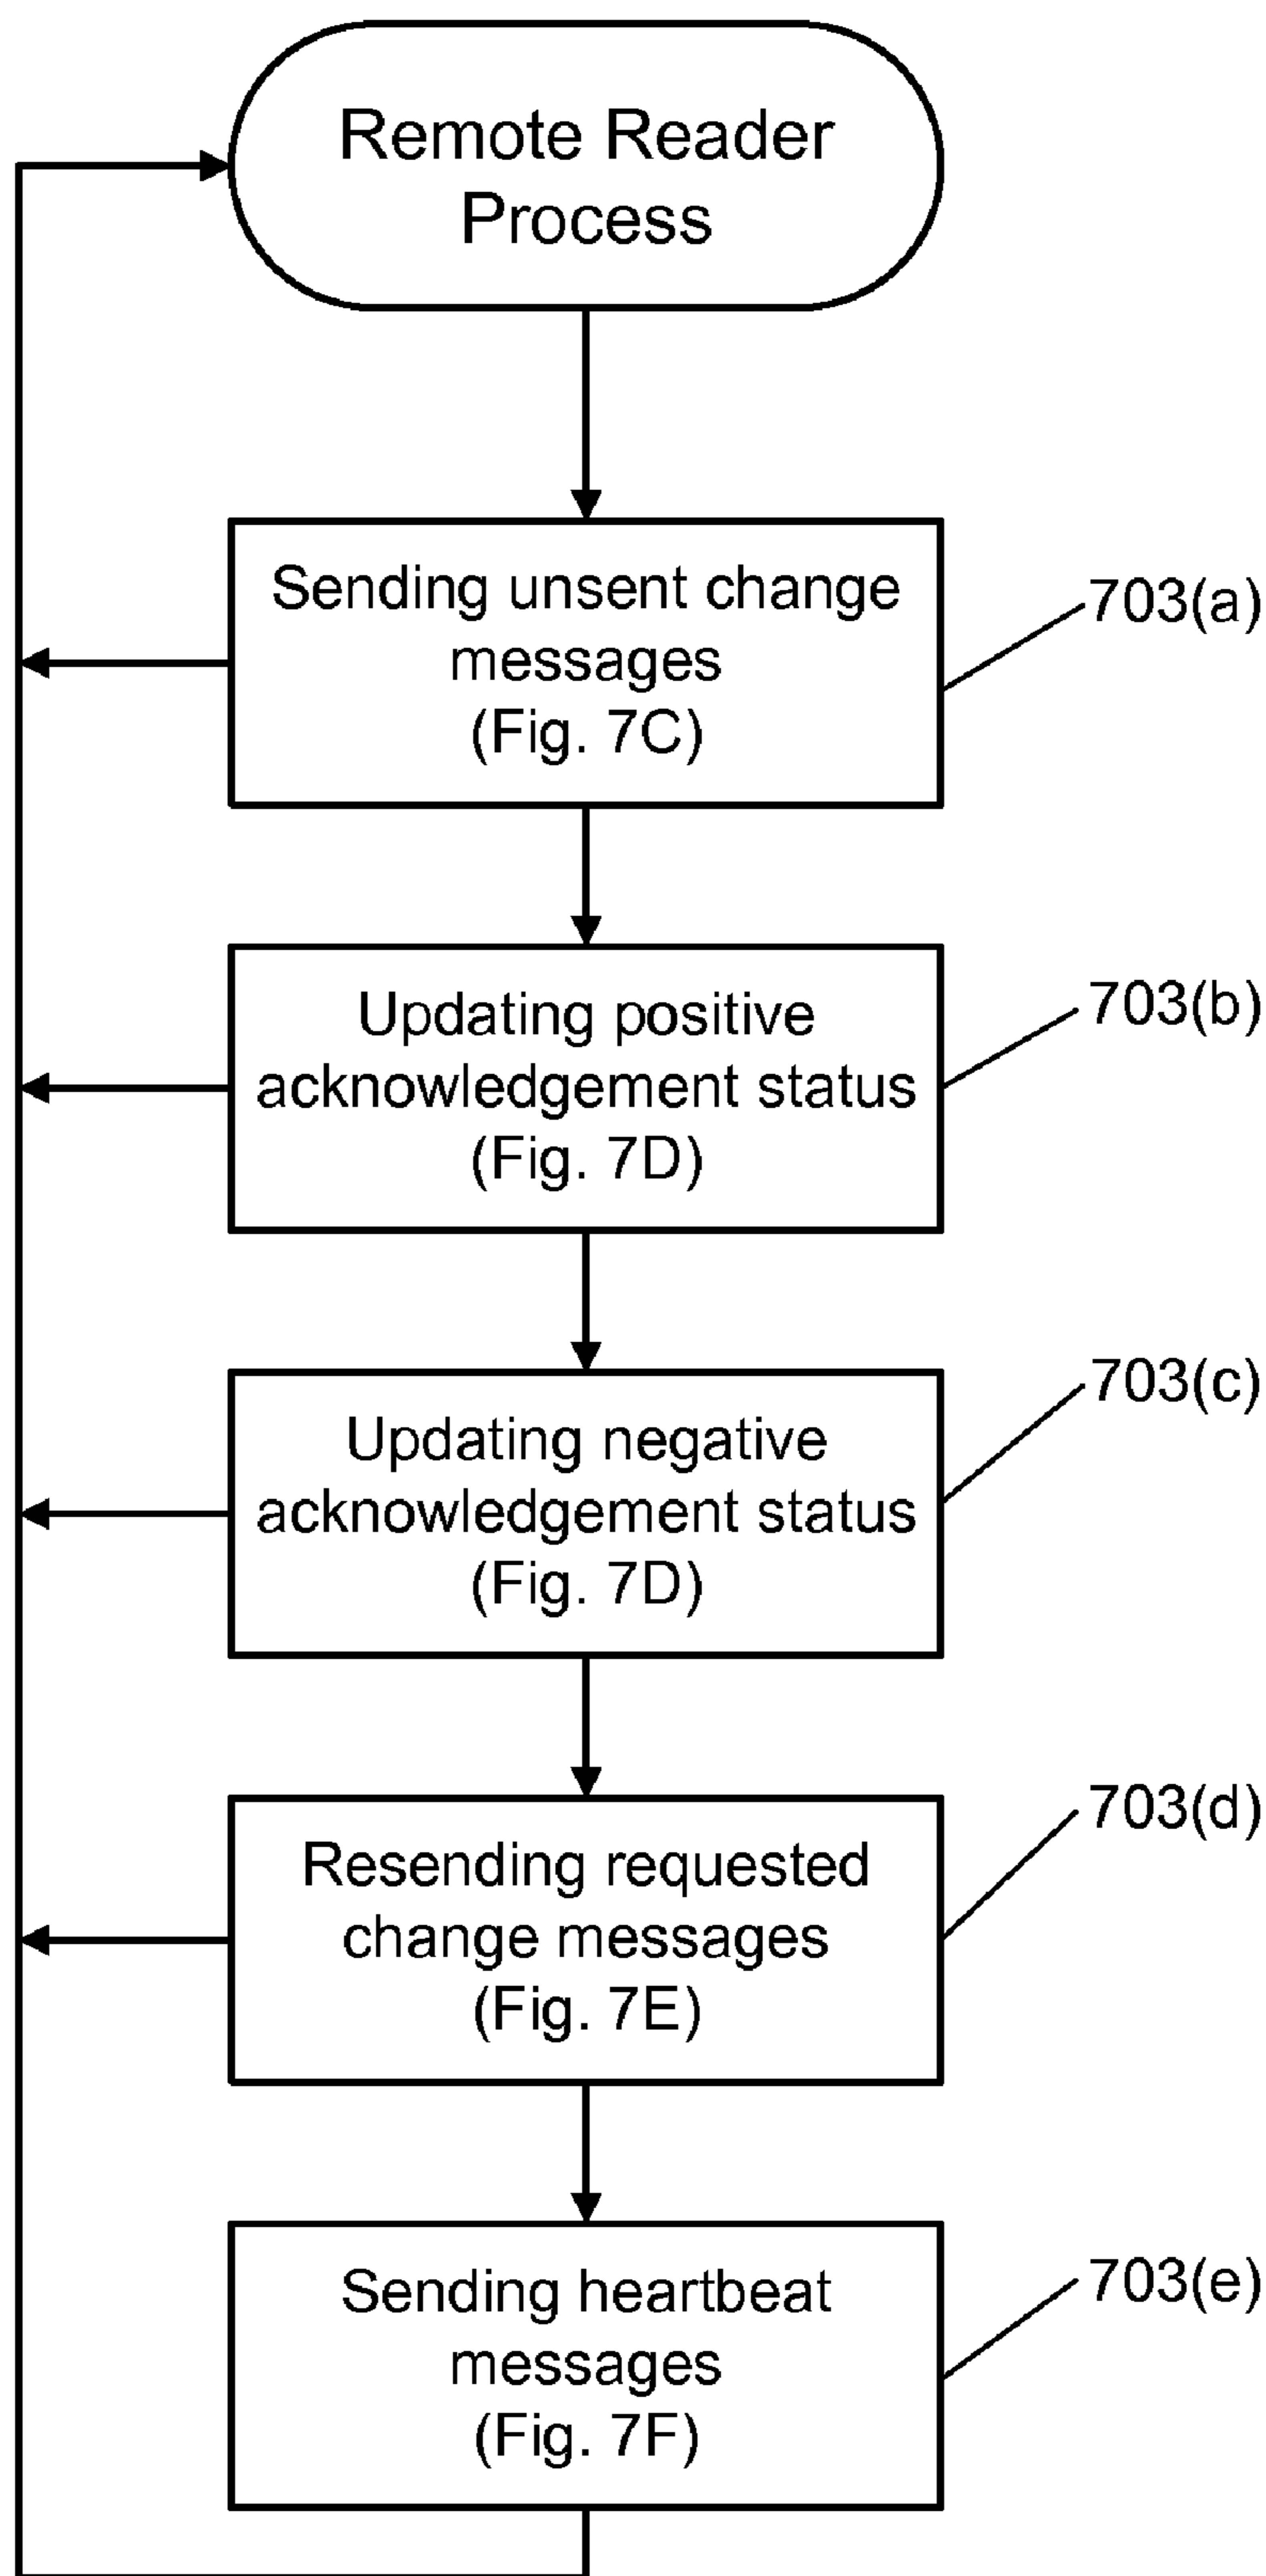 Remote Reader
Process
Sending unsent change
messages
(Fig. 7C)
703(a)
Updating positive
acknowledgement status
(Fig. 7D)
703(b)
Updating negative
acknowledgement status
(Fig. 7D)
703(c)
Resending requested
change messages
(Fig. 7E)
703(d)
Sending heartbeat
messages
(Fig. 7F)
703(e)